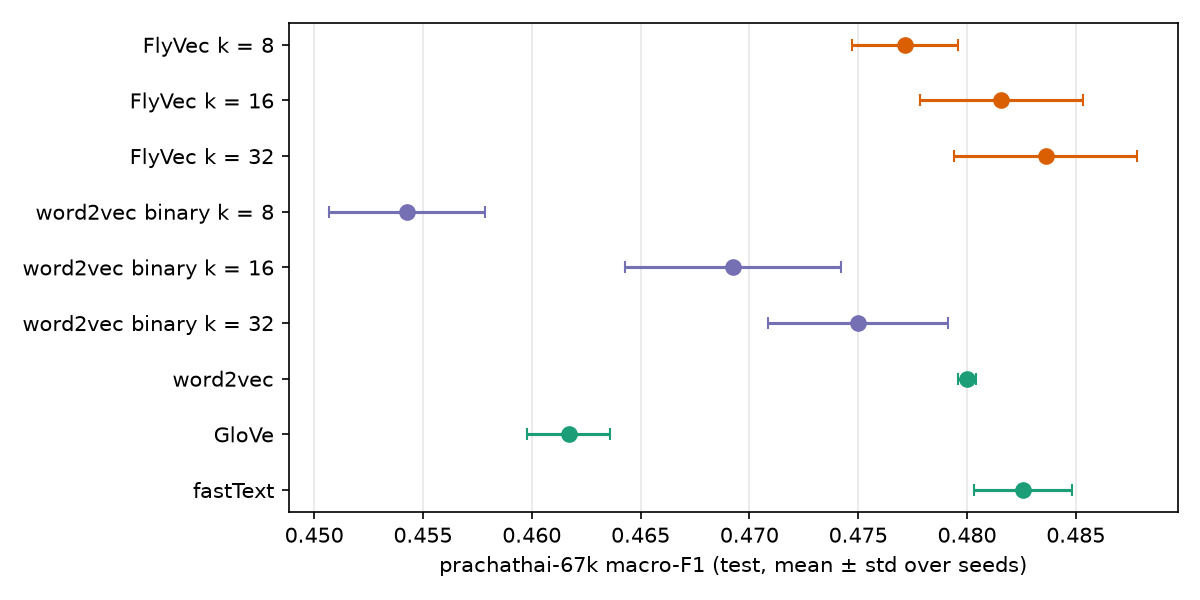 FlyVec k = 8
FlyVec k = 16
FlyVec k = 32
word2vec binary k = 8
word2vec binary k = 16
word2vec binary k = 32
word2vec
GloVe
fastText
0.450 0.455 0.460 0.465 0.470 0.475 0.480 0.485
prachathai-67k macro-F1 (test, mean ± std over seeds)